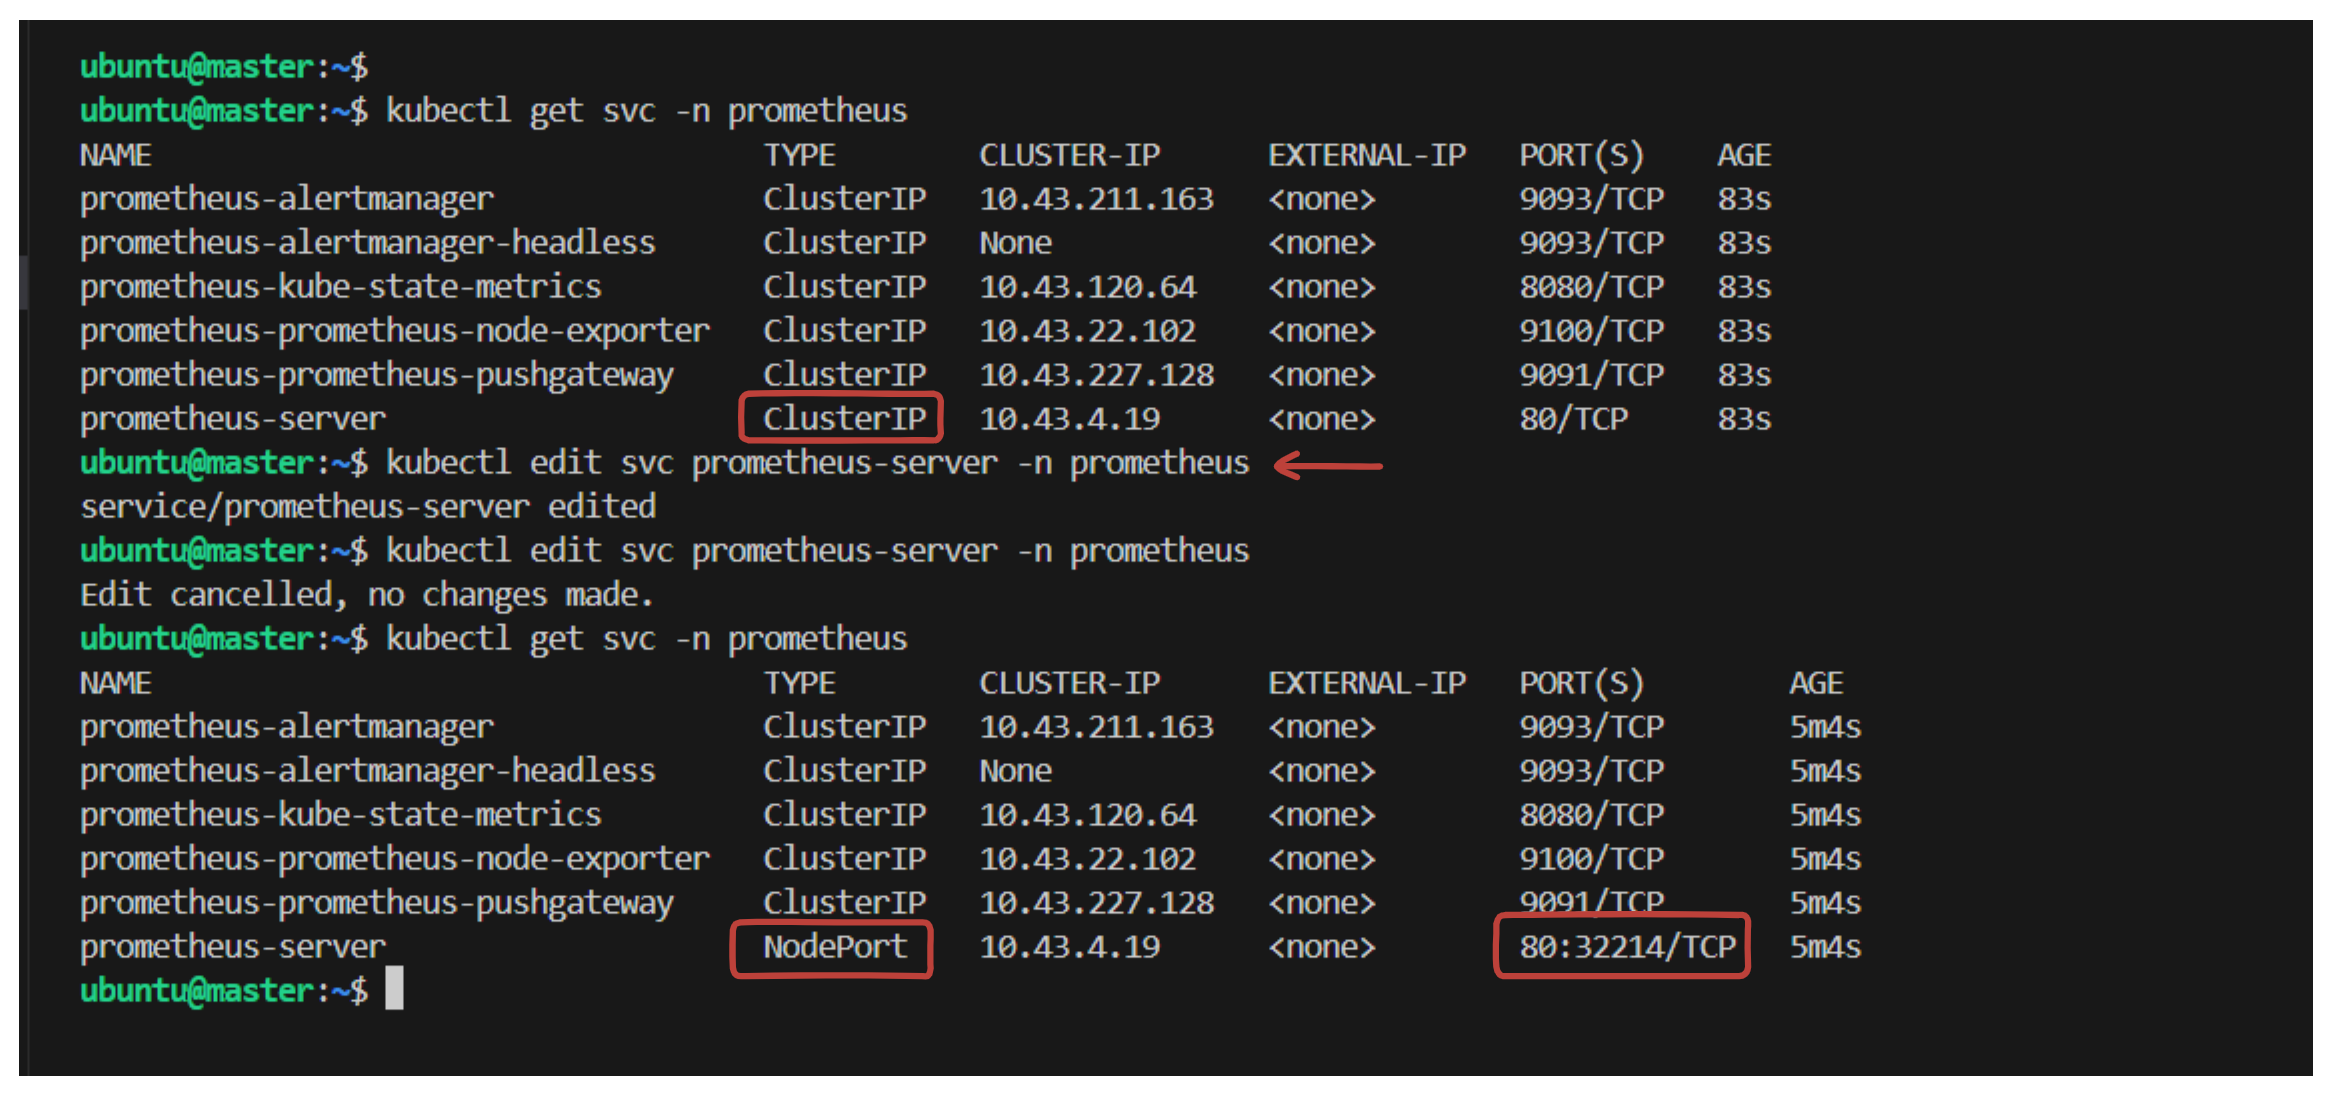 ubuntu@master:~$
ubuntu@master:~$ kubectl get svc -n prometheus
NAME TYPE CLUSTER-IP EXTERNAL-IP PORT(S) AGE
prometheus-alertmanager ClusterIP 10.43.211.163 <none> 9093/TCP 83s
prometheus-alertmanager-headless ClusterIP None <none> 9093/TCP 83s
prometheus-kube-state-metrics ClusterIP 10.43.120.64 <none> 8080/TCP 83s
prometheus-prometheus-node-exporter ClusterIP 10.43.22.102 <none> 9100/TCP 83s
prometheus-prometheus-pushgateway ClusterIP 10.43.227.128 <none> 9091/TCP 83s
prometheus-server ClusterIP 10.43.4.19 <none> 80/TCP 83s
ubuntu@master:~$ kubectl edit svc prometheus-server -n prometheus
service/prometheus-server edited
ubuntu@master:~$ kubectl edit svc prometheus-server -n prometheus
Edit cancelled, no changes made.
ubuntu@master:~$ kubectl get svc -n prometheus
NAME TYPE CLUSTER-IP EXTERNAL-IP PORT(S) AGE
prometheus-alertmanager ClusterIP 10.43.211.163 <none> 9093/TCP 5m4s
prometheus-alertmanager-headless ClusterIP None <none> 9093/TCP 5m4s
prometheus-kube-state-metrics ClusterIP 10.43.120.64 <none> 8080/TCP 5m4s
prometheus-prometheus-node-exporter ClusterIP 10.43.22.102 <none> 9100/TCP 5m4s
prometheus-prometheus-pushgateway ClusterIP 10.43.227.128 <none> 9091/TCP 5m4s
prometheus-server NodePort 10.43.4.19 <none> 80:32214/TCP 5m4s
ubuntu@master:~$